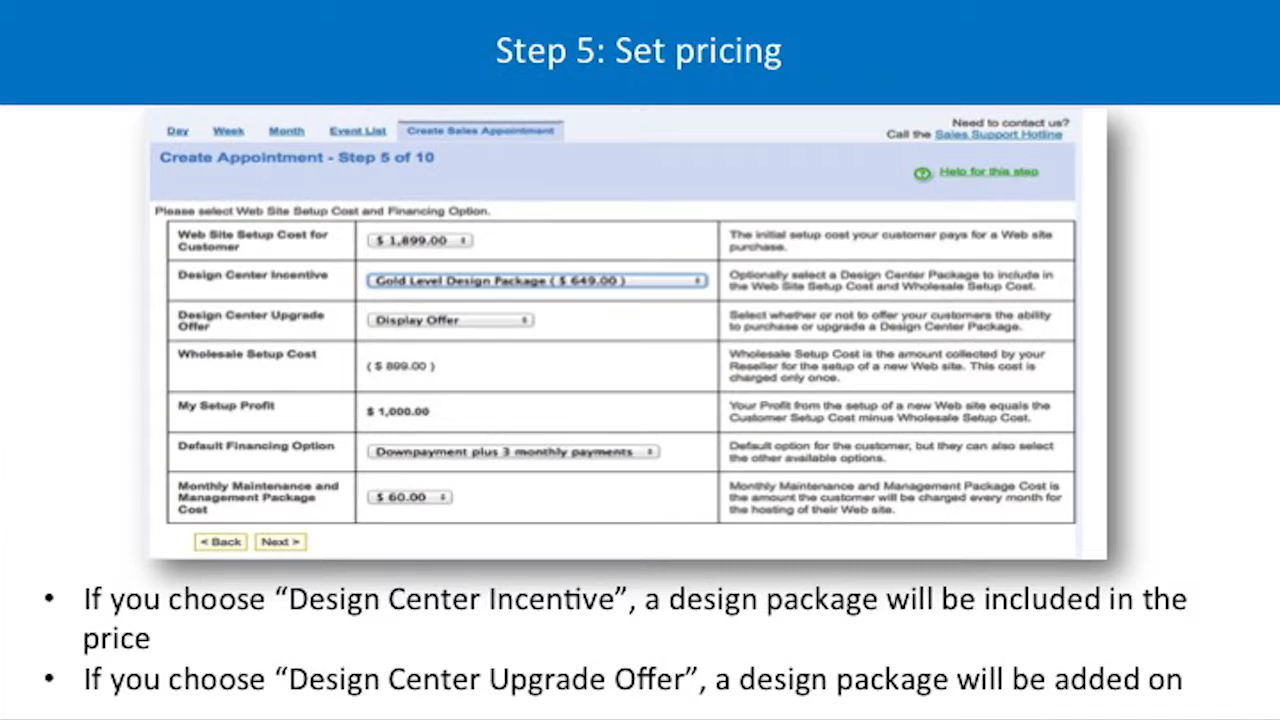 Step 5: Set pricing
Day Week Month Event List Create Sales Appointment
Need to contact us?
Call the Sales Support Hotline
Create Appointment - Step 5 of 10
Help for this step
Please select Web Site Setup Cost and Financing Option.
Web Site Setup Cost for
Customer
$ 1,899.00
The initial setup cost your customer pays for a Web site
purchase.
Design Center Incentive
Gold Level Design Package ( $ 649.00 )
Optionally select a Design Center Package to include in
the Web Site Setup Cost and Wholesale Setup Cost.
Design Center Upgrade
Offer
Display Offer
Select whether or not to offer your customers the ability
to purchase or upgrade a Design Center Package.
Wholesale Setup Cost
( $ 899.00 )
Wholesale Setup Cost is the amount collected by your
Reseller for the setup of a new Web site. This cost is
charged only once.
My Setup Profit
$ 1,000.00
Your Profit from the setup of a new Web site equals the
Customer Setup Cost minus Wholesale Setup Cost.
Default Financing Option
Downpayment plus 3 monthly payments
Default option for the customer, but they can also select
the other available options.
Monthly Maintenance and
Management Package
Cost
$ 60.00
Monthly Maintenance and Management Package Cost is
the amount the customer will be charged every month for
the hosting of their Web site.
< Back Next >
• If you choose “Design Center Incentive”, a design package will be included in the
price
• If you choose “Design Center Upgrade Offer”, a design package will be added on